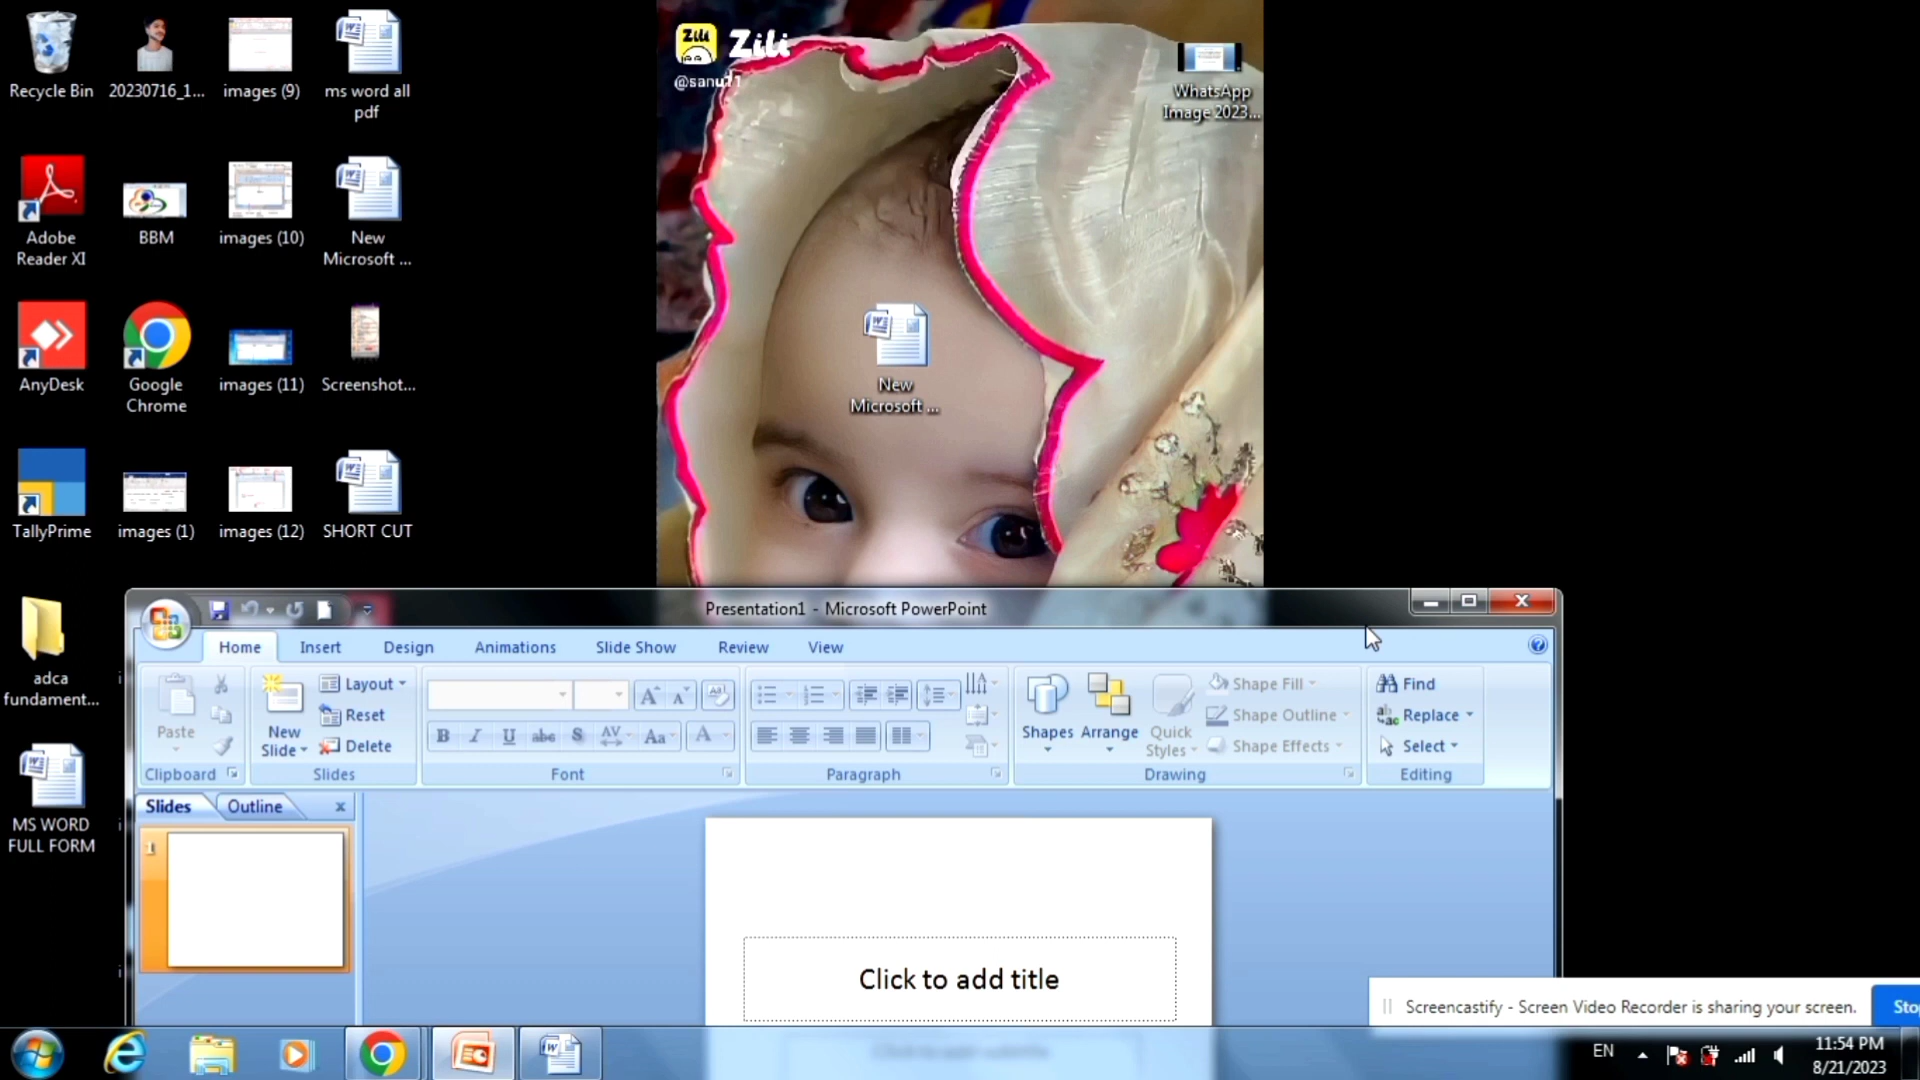 Recycle Bin
20230716_1...
images (9)
ms word all
pdf
Zili
Zili
@sanu71
WhatsApp
Image 2023...
Adobe
Reader XI
BBM
images (10)
New
Microsoft ...
AnyDesk
Google
Chrome
images (11)
Screenshot...
New
Microsoft ...
TallyPrime
images (1)
images (12)
SHORT CUT
adca
fundament...
MS WORD
FULL FORM
Presentation1 - Microsoft PowerPoint
Home
Insert
Design
Animations
Slide Show
Review
View
Paste
Clipboard
New
Slide
Layout
Reset
Delete
Slides
Font
Paragraph
Shapes
Arrange
Quick
Styles
Shape Fill
Shape Outline
Shape Effects
Drawing
Find
Replace
Select
Editing
Slides
Outline
1
Click to add title
Screencastify - Screen Video Recorder is sharing your screen.
Sto
EN
11:54 PM
8/21/2023